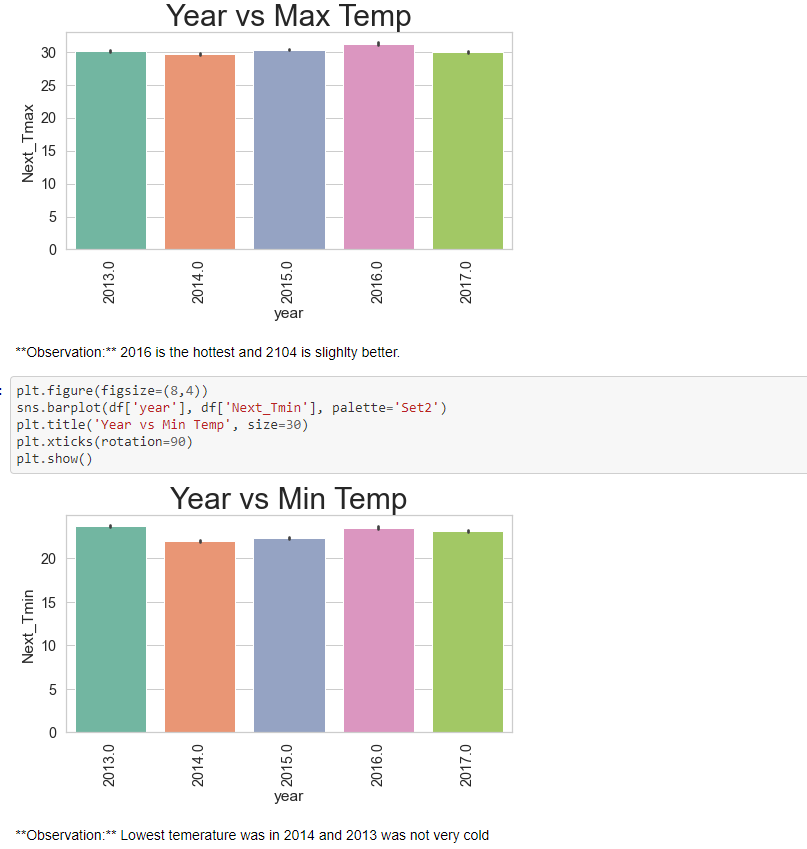 Year vs Max Temp
30
25
20
15
10
5
0
Next_Tmax
2013.0
2014.0
2015.0
2016.0
2017.0
year
**Observation:** 2016 is the hottest and 2104 is slighlty better.
:
plt.figure(figsize=(8,4))
sns.barplot(df['year'], df['Next_Tmin'], palette='Set2')
plt.title('Year vs Min Temp', size=30)
plt.xticks(rotation=90)
plt.show()
Year vs Min Temp
20
15
10
5
0
Next_Tmin
2013.0
2014.0
2015.0
2016.0
2017.0
year
**Observation:** Lowest temerature was in 2014 and 2013 was not very cold